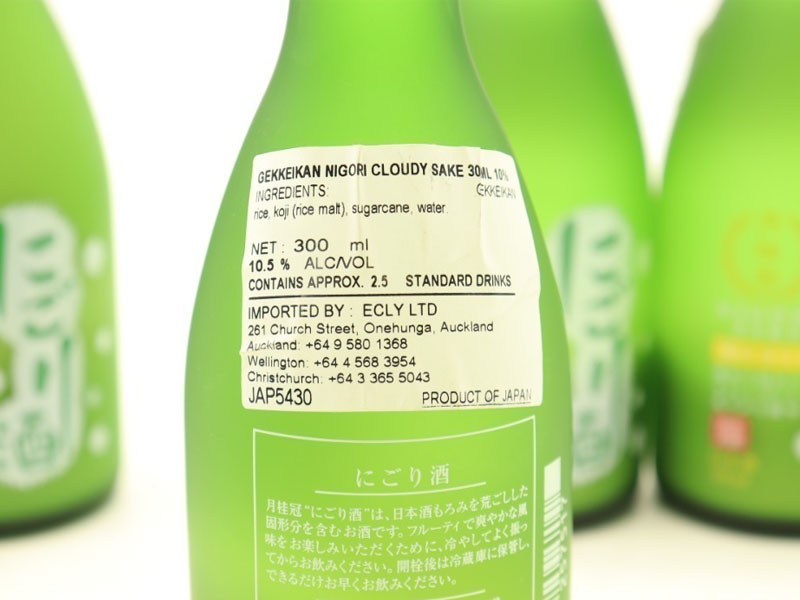 GEKKEIKAN NIGORI CLOUDY SAKE 30ML 10%
INGREDIENTS:
GEKKEIKAN
rice, koji (rice malt), sugarcane, water.
NET : 300 ml
10.5 % ALC/VOL
CONTAINS APPROX. 2.5 STANDARD DRINKS
IMPORTED BY : ECLY LTD
261 Church Street, Onehunga, Auckland
Auckland: +64 9 580 1368
Wellington: +64 4 568 3954
Christchurch: +64 3 365 5043
JAP5430 PRODUCT OF JAPAN
にごり酒
月桂冠"にごり酒"は、日本酒もろみを荒ごしした
固形分を含むお酒です。フルーティで爽やかな風
味をお楽しみいただくために、冷やしてよく振っ
てからお飲みください。開栓後は冷蔵庫に保管し、
できるだけお早くお飲みください。
にごり酒